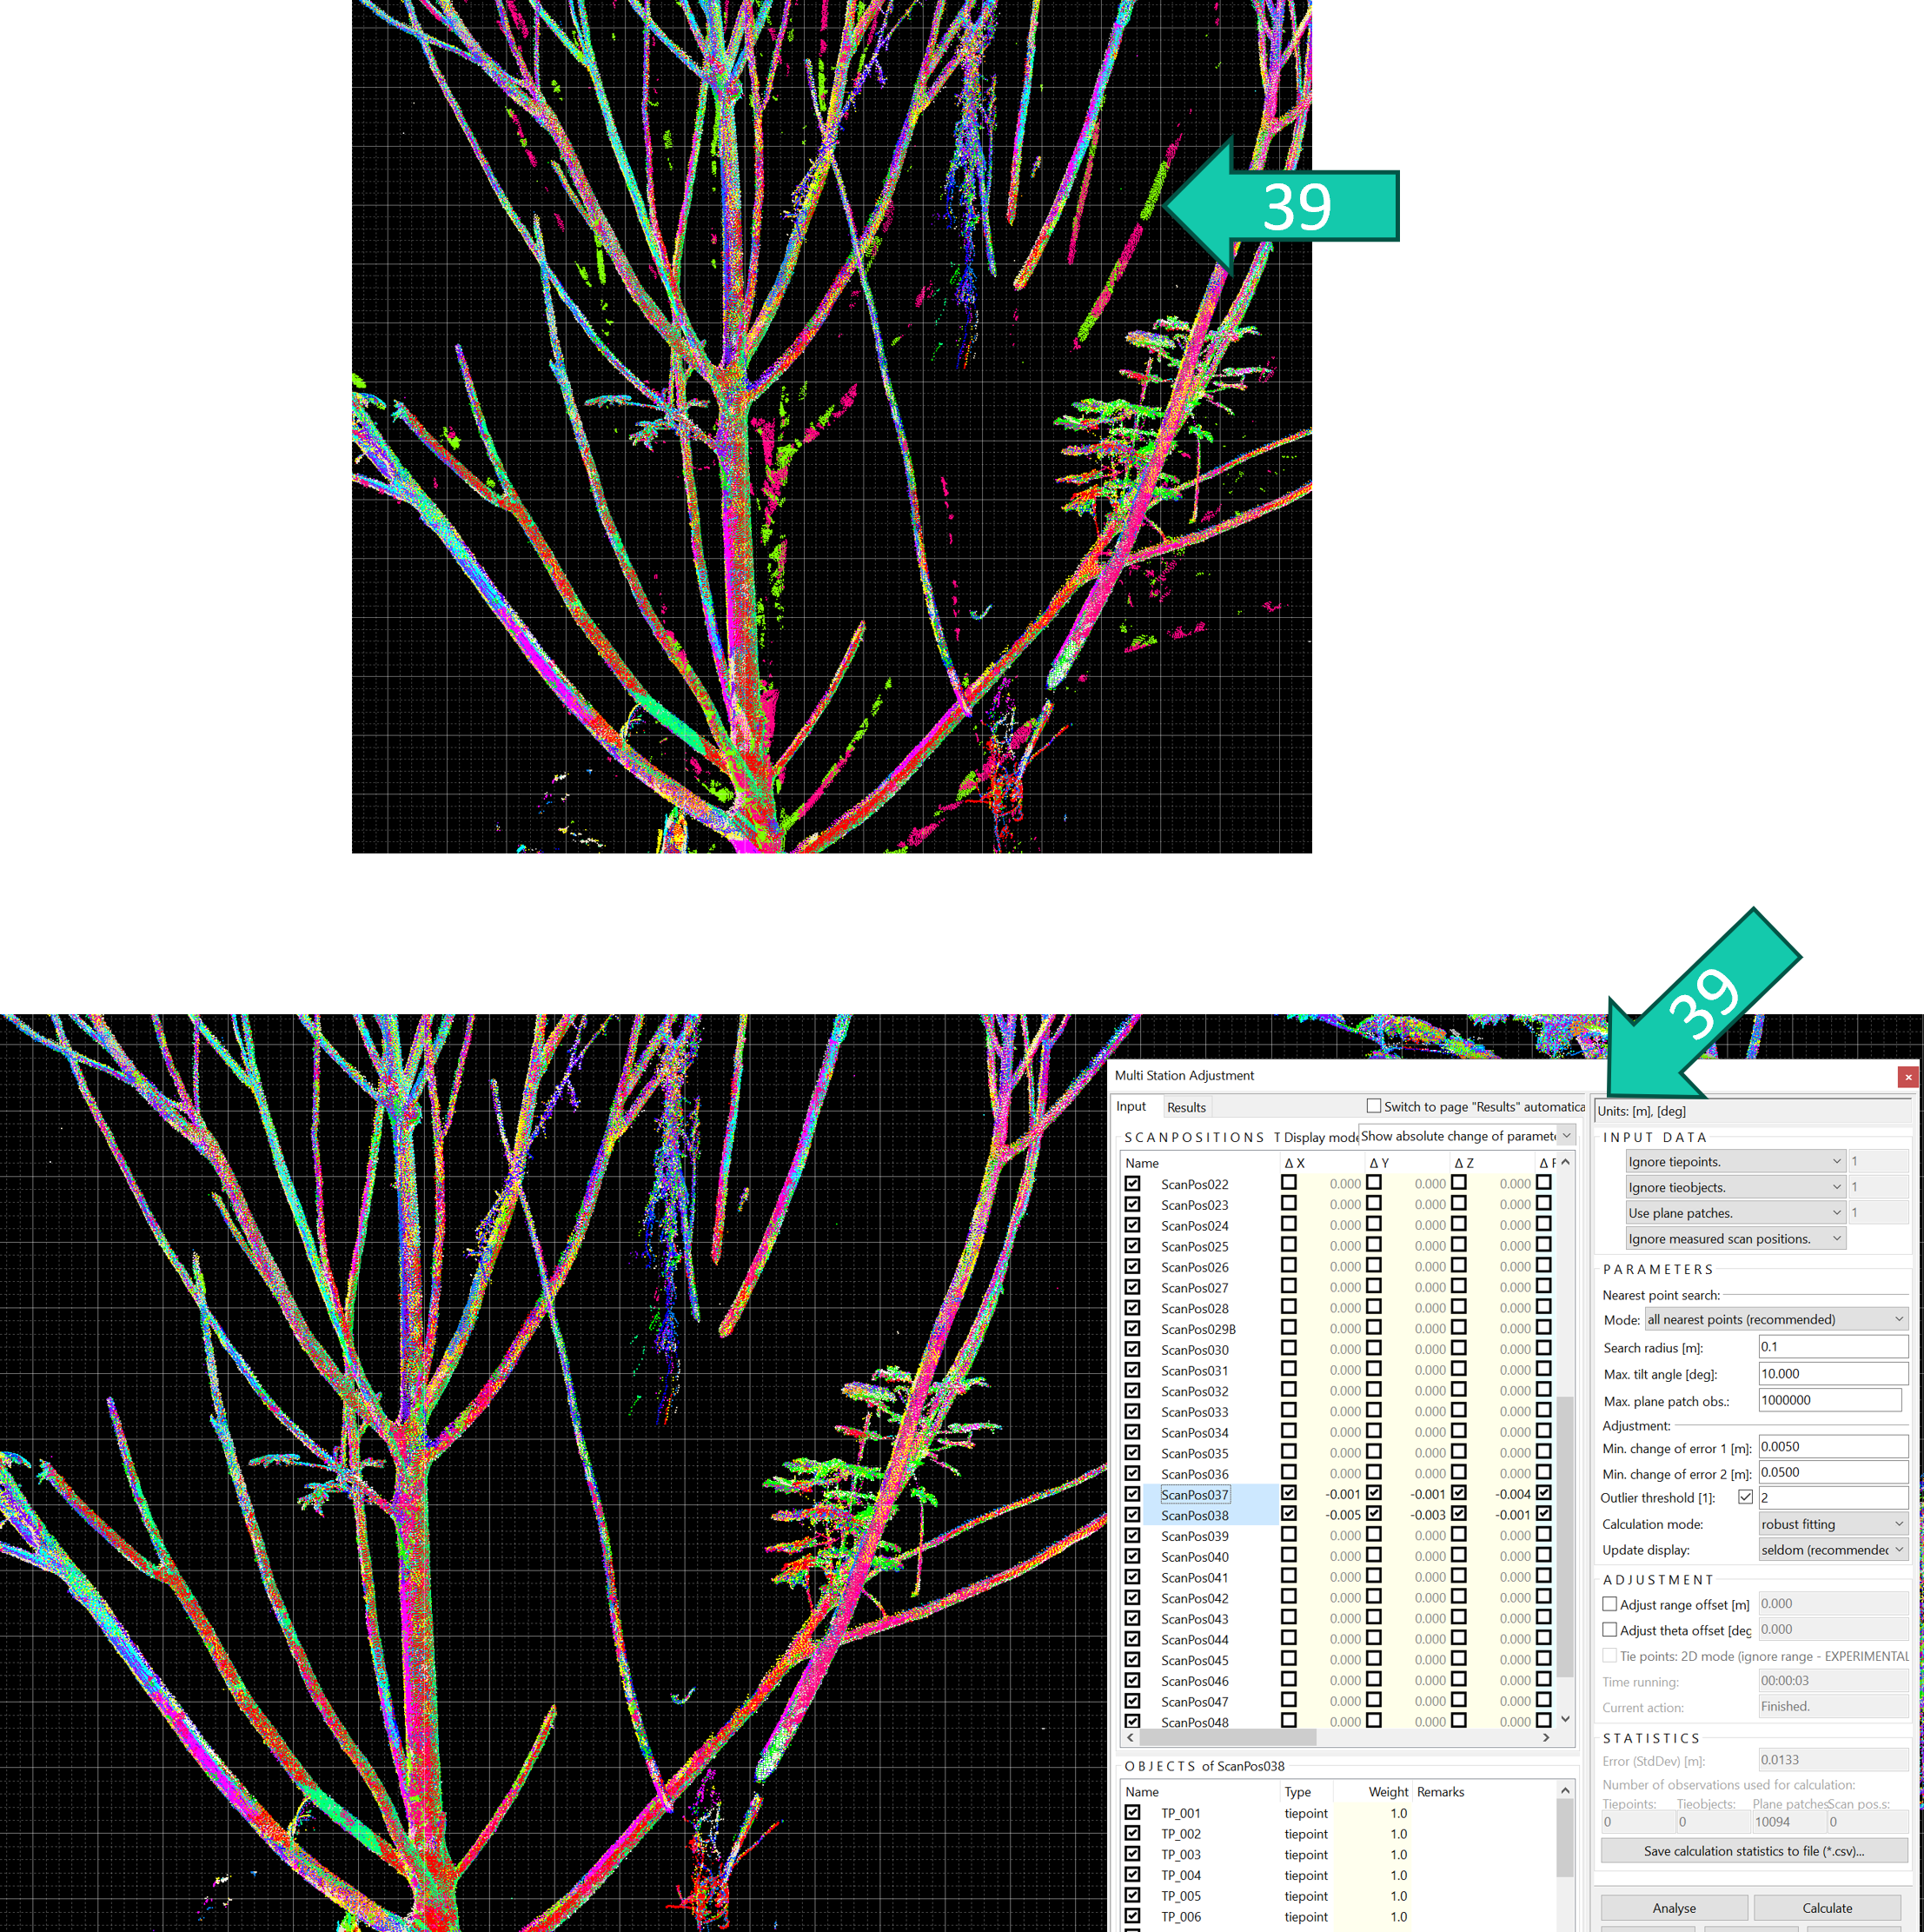 39
39
Multi Station Adjustment
Input
Results
Switch to page "Results" automatica
SCANPOSITIONS T
Display mode
Show absolute change of paramete
Name Δ X Δ Y Δ Z Δ F
ScanPos022 0.000 0.000 0.000
ScanPos023 0.000 0.000 0.000
ScanPos024 0.000 0.000 0.000
ScanPos025 0.000 0.000 0.000
ScanPos026 0.000 0.000 0.000
ScanPos027 0.000 0.000 0.000
ScanPos028 0.000 0.000 0.000
ScanPos029B 0.000 0.000 0.000
ScanPos030 0.000 0.000 0.000
ScanPos031 0.000 0.000 0.000
ScanPos032 0.000 0.000 0.000
ScanPos033 0.000 0.000 0.000
ScanPos034 0.000 0.000 0.000
ScanPos035 0.000 0.000 0.000
ScanPos036 0.000 0.000 0.000
ScanPos037 -0.001 -0.001 -0.004
ScanPos038 -0.005 -0.003 -0.001
ScanPos039 0.000 0.000 0.000
ScanPos040 0.000 0.000 0.000
ScanPos041 0.000 0.000 0.000
ScanPos042 0.000 0.000 0.000
ScanPos043 0.000 0.000 0.000
ScanPos044 0.000 0.000 0.000
ScanPos045 0.000 0.000 0.000
ScanPos046 0.000 0.000 0.000
ScanPos047 0.000 0.000 0.000
ScanPos048 0.000 0.000 0.000
OBJECTS of ScanPos038
Name Type Weight Remarks
TP_001 tiepoint 1.0
TP_002 tiepoint 1.0
TP_003 tiepoint 1.0
TP_004 tiepoint 1.0
TP_005 tiepoint 1.0
TP_006 tiepoint 1.0
Units: [m], [deg]
INPUT DATA
Ignore tiepoints. 1
Ignore tieobjects. 1
Use plane patches. 1
Ignore measured scan positions.
PARAMETERS
Nearest point search:
Mode: all nearest points (recommended)
Search radius [m]: 0.1
Max. tilt angle [deg]: 10.000
Max. plane patch obs.: 1000000
Adjustment:
Min. change of error 1 [m]: 0.0050
Min. change of error 2 [m]: 0.0500
Outlier threshold [1]: 2
Calculation mode: robust fitting
Update display: seldom (recommended
ADJUSTMENT
Adjust range offset [m] 0.000
Adjust theta offset [deg 0.000
Tie points: 2D mode (ignore range - EXPERIMENTAL
Time running: 00:00:03
Current action: Finished.
STATISTICS
Error (StdDev) [m]: 0.0133
Number of observations used for calculation:
Tiepoints: Tieobjects: Plane patches Scan pos.s:
0 0 10094 0
Save calculation statistics to file (*.csv)...
Analyse
Calculate